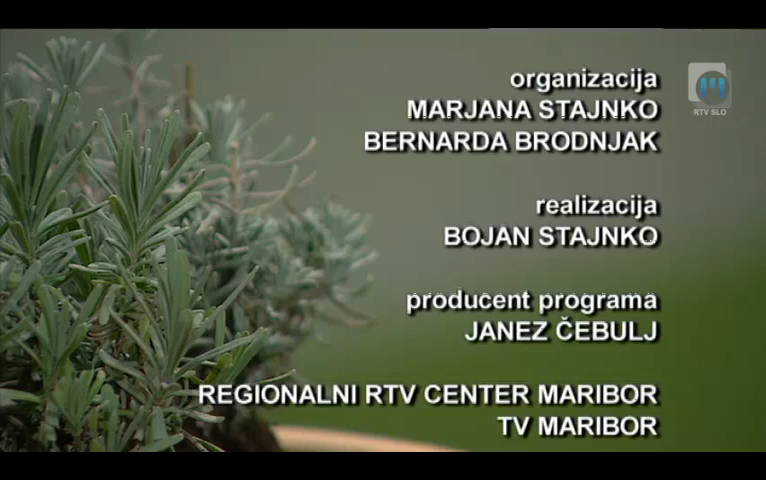 organizacija
MARJANA STAJNKO
BERNARDA BRODNJAK
RTV SLO
realizacija
BOJAN STAJNKO
producent programa
JANEZ ČEBULJ
REGIONALNI RTV CENTER MARIBOR
TV MARIBOR